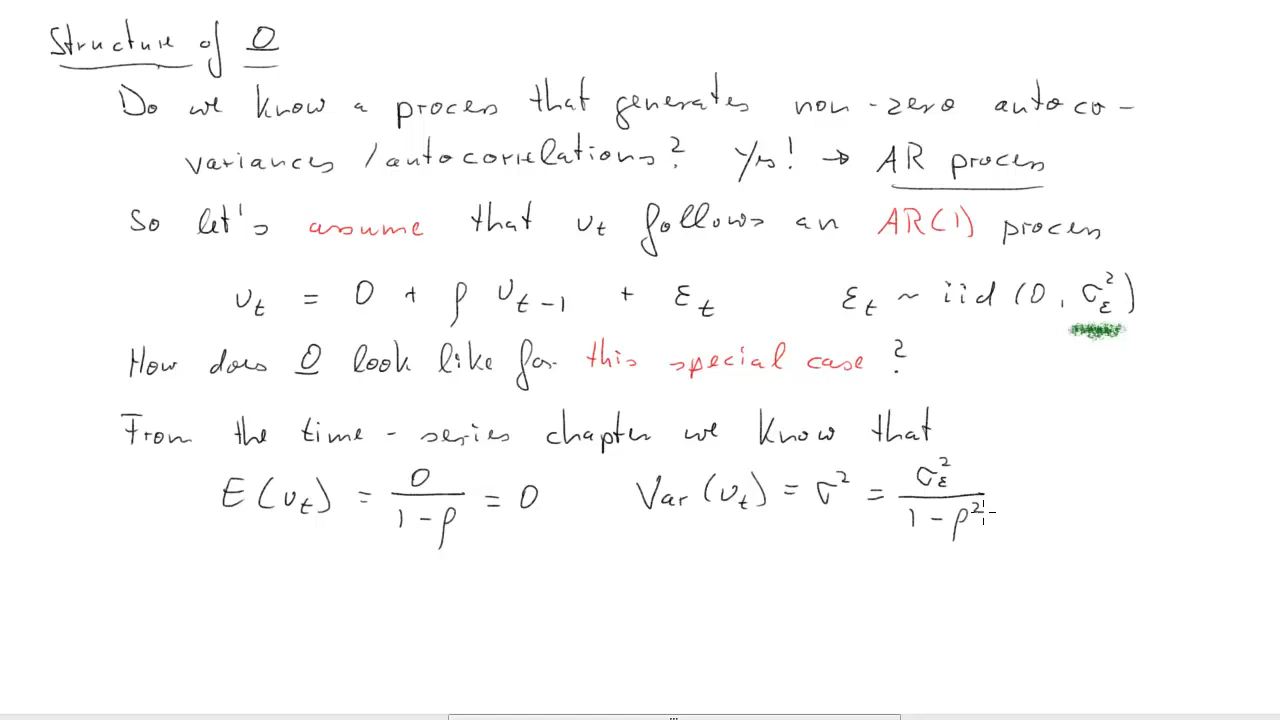 Structure of Ω
Do we know a process that generates non-zero autoco-
variances / autocorrelations? Yes! → AR process
So let's assume that υt follows an AR(1) process
υt = 0 + ρ υt-1 + εt εt ~ iid (0, σε²)
How does Ω look like for this special case?
From the time-series chapter we know that
E(υt) = 0/(1-ρ) = 0 Var(υt) = σ² = σε²/(1-ρ²)